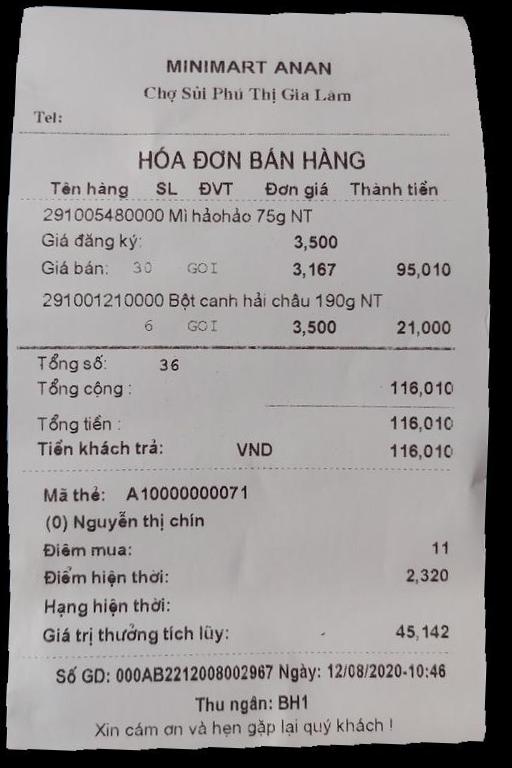 MINIMART ANAN
Chợ Sủi Phú Thị Gia Lâm
Tel:
HÓA ĐƠN BÁN HÀNG
Tên hàng SL ĐVT Đơn giá Thành tiền
291005480000 Mì hảohảo 75g NT
Giá đăng ký: 3,500
Giá bán: 30 GOI 3,167 95,010
291001210000 Bột canh hải châu 190g NT
6 GOI 3,500 21,000
Tổng số: 36
Tổng cộng : 116,010
Tổng tiền : 116,010
Tiền khách trả: VND 116,010
Mã thẻ: A10000000071
(0) Nguyễn thị chín
Điểm mua: 11
Điểm hiện thời: 2,320
Hạng hiện thời:
Giá trị thưởng tích lũy: 45,142
Số GD: 000AB2212008002967 Ngày: 12/08/2020-10:46
Thu ngân: BH1
Xin cám ơn và hẹn gặp lại quý khách !